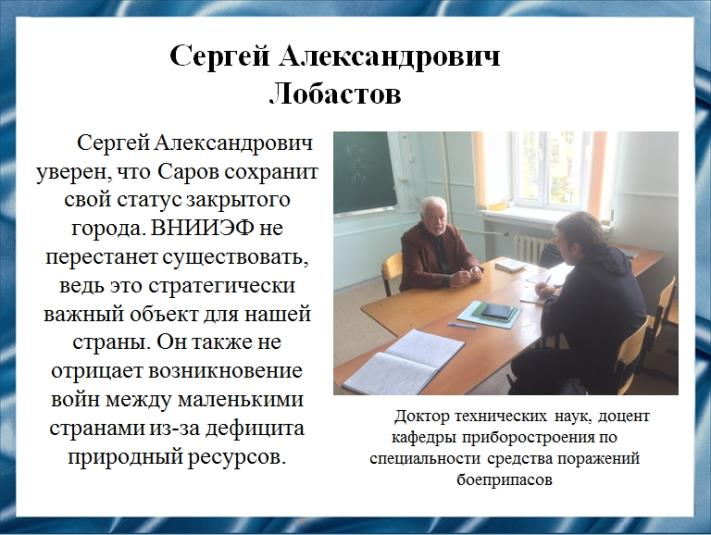 Сергей Александрович
Лобастов
Сергей Александрович
уверен, что Саров сохранит
свой статус закрытого
города. ВНИИЭФ не
перестанет существовать,
ведь это стратегически
важный объект для нашей
страны. Он также не
отрицает возникновение
войн между маленькими
странами из-за дефицита
природный ресурсов.
Доктор технических наук, доцент
кафедры приборостроения по
специальности средства поражений
боеприпасов